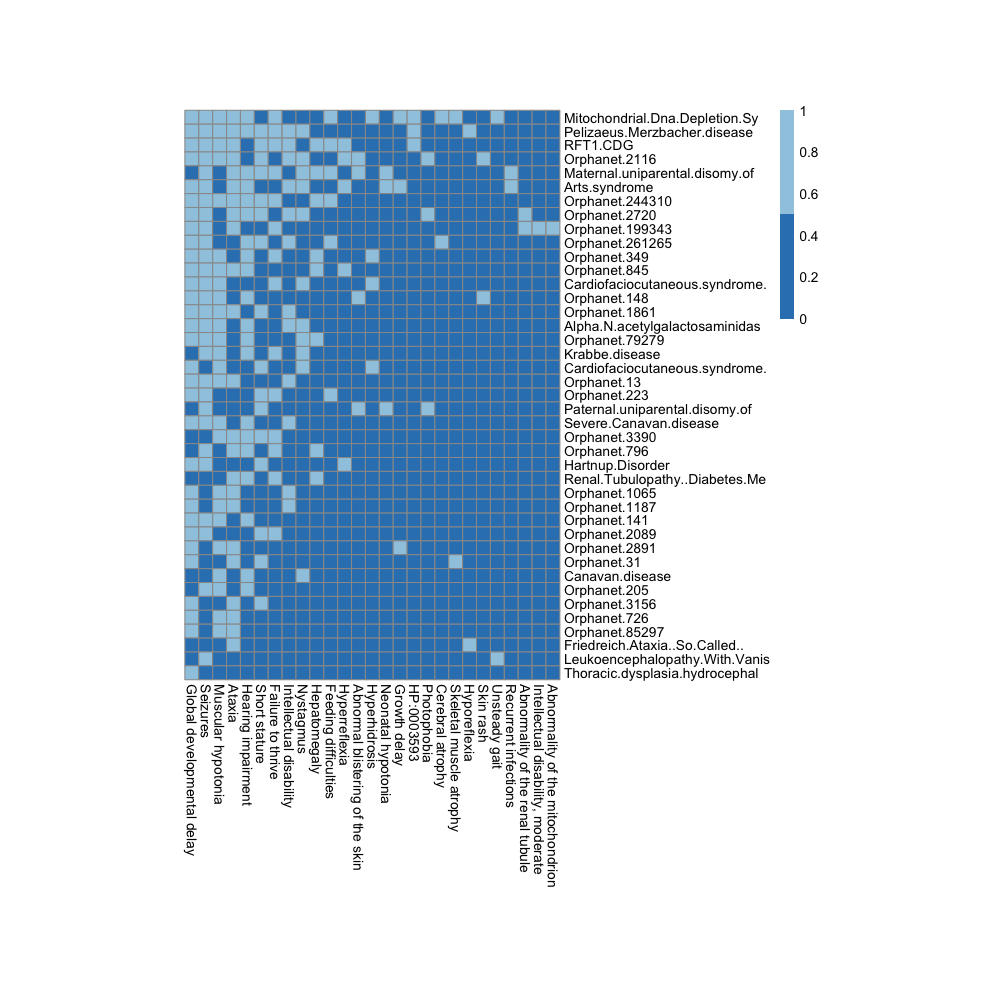 Mitochondrial.Dna.Depletion.Sy
Pelizaeus.Merzbacher.disease
RFT1.CDG
Orphanet.2116
Maternal.uniparental.disomy.of
Arts.syndrome
Orphanet.244310
Orphanet.2720
Orphanet.199343
Orphanet.261265
Orphanet.349
Orphanet.845
Cardiofaciocutaneous.syndrome.
Orphanet.148
Orphanet.1861
Alpha.N.acetylgalactosaminidas
Orphanet.79279
Krabbe.disease
Cardiofaciocutaneous.syndrome.
Orphanet.13
Orphanet.223
Paternal.uniparental.disomy.of
Severe.Canavan.disease
Orphanet.3390
Orphanet.796
Hartnup.Disorder
Renal.Tubulopathy..Diabetes.Me
Orphanet.1065
Orphanet.1187
Orphanet.141
Orphanet.2089
Orphanet.2891
Orphanet.31
Canavan.disease
Orphanet.205
Orphanet.3156
Orphanet.726
Orphanet.85297
Friedreich.Ataxia..So.Called..
Leukoencephalopathy.With.Vanis
Thoracic.dysplasia.hydrocephal
1
0.8
0.6
0.4
0.2
0
Global developmental delay
Seizures
Muscular hypotonia
Ataxia
Hearing impairment
Short stature
Failure to thrive
Intellectual disability
Nystagmus
Hepatomegaly
Feeding difficulties
Hyperreflexia
Abnormal blistering of the skin
Hyperhidrosis
Neonatal hypotonia
Growth delay
HP:0003593
Photophobia
Cerebral atrophy
Skeletal muscle atrophy
Hyporeflexia
Skin rash
Unsteady gait
Recurrent infections
Abnormality of the renal tubule
Intellectual disability, moderate
Abnormality of the mitochondrion